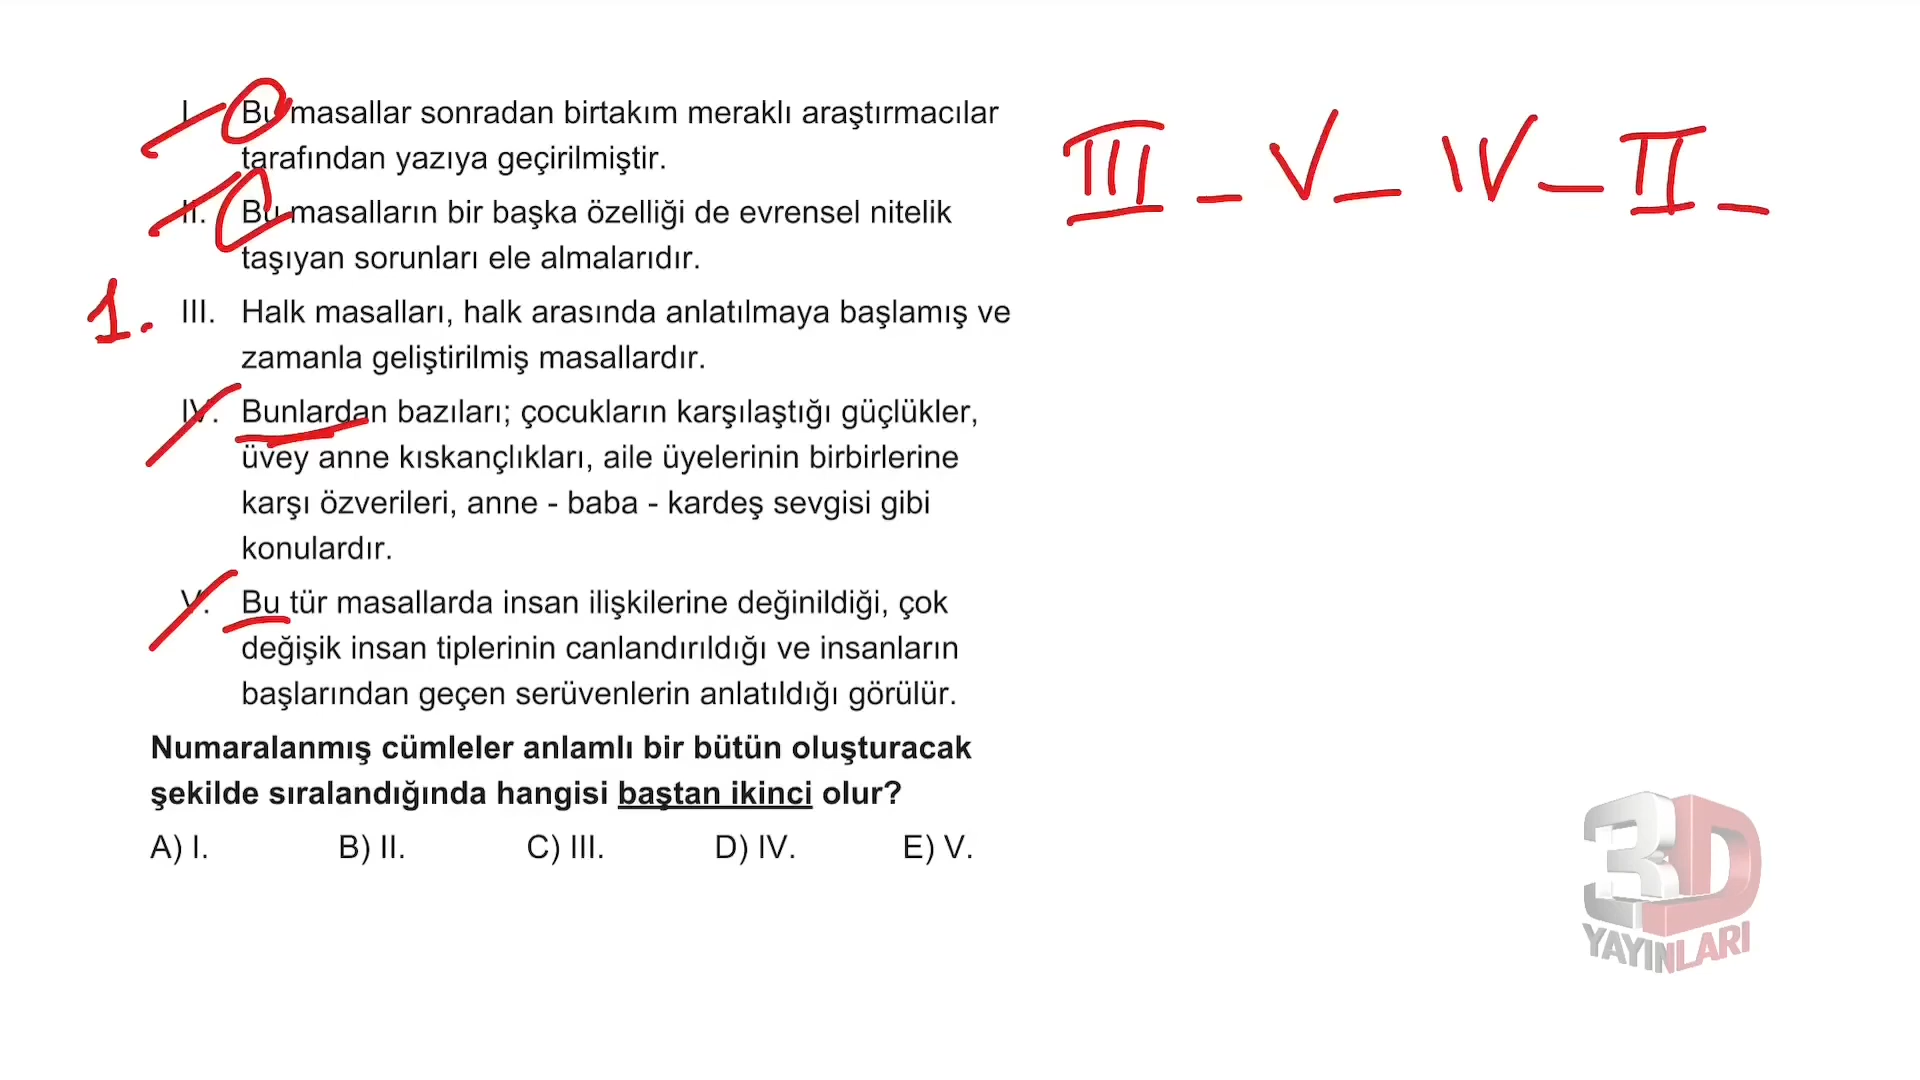 I. Bu masallar sonradan birtakım meraklı araştırmacılar
tarafından yazıya geçirilmiştir.
II. Bu masalların bir başka özelliği de evrensel nitelik
taşıyan sorunları ele almalarıdır.
1. III. Halk masalları, halk arasında anlatılmaya başlamış ve
zamanla geliştirilmiş masallardır.
IV. Bunlardan bazıları; çocukların karşılaştığı güçlükler,
üvey anne kıskançlıkları, aile üyelerinin birbirlerine
karşı özverileri, anne - baba - kardeş sevgisi gibi
konulardır.
V. Bu tür masallarda insan ilişkilerine değinildiği, çok
değişik insan tiplerinin canlandırıldığı ve insanların
başlarından geçen serüvenlerin anlatıldığı görülür.
Numaralanmış cümleler anlamlı bir bütün oluşturacak
şekilde sıralandığında hangisi baştan ikinci olur?
A) I. B) II. C) III. D) IV. E) V.
III - V - IV - II -
3D
YAYINLARI